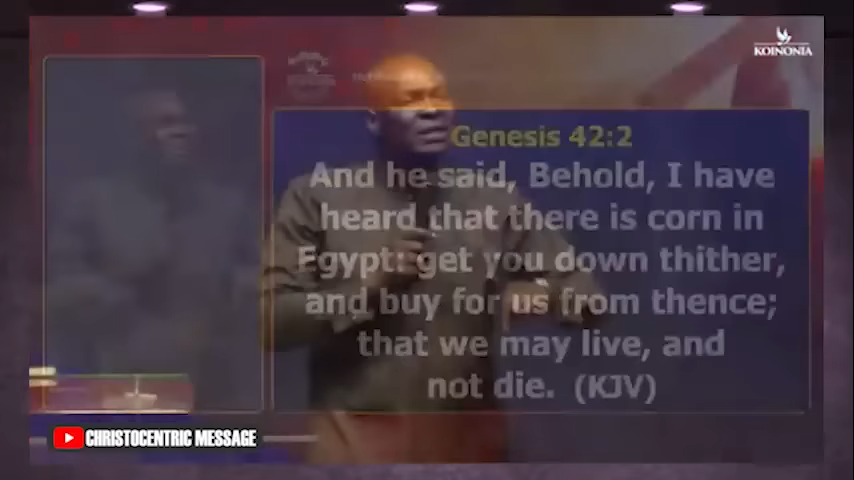 KOINONIA
Genesis 42:2
And he said, Behold, I have
heard that there is corn in
Egypt: get you down thither,
and buy for us from thence;
that we may live, and
not die. (KJV)
CHRISTOCENTRIC MESSAGE